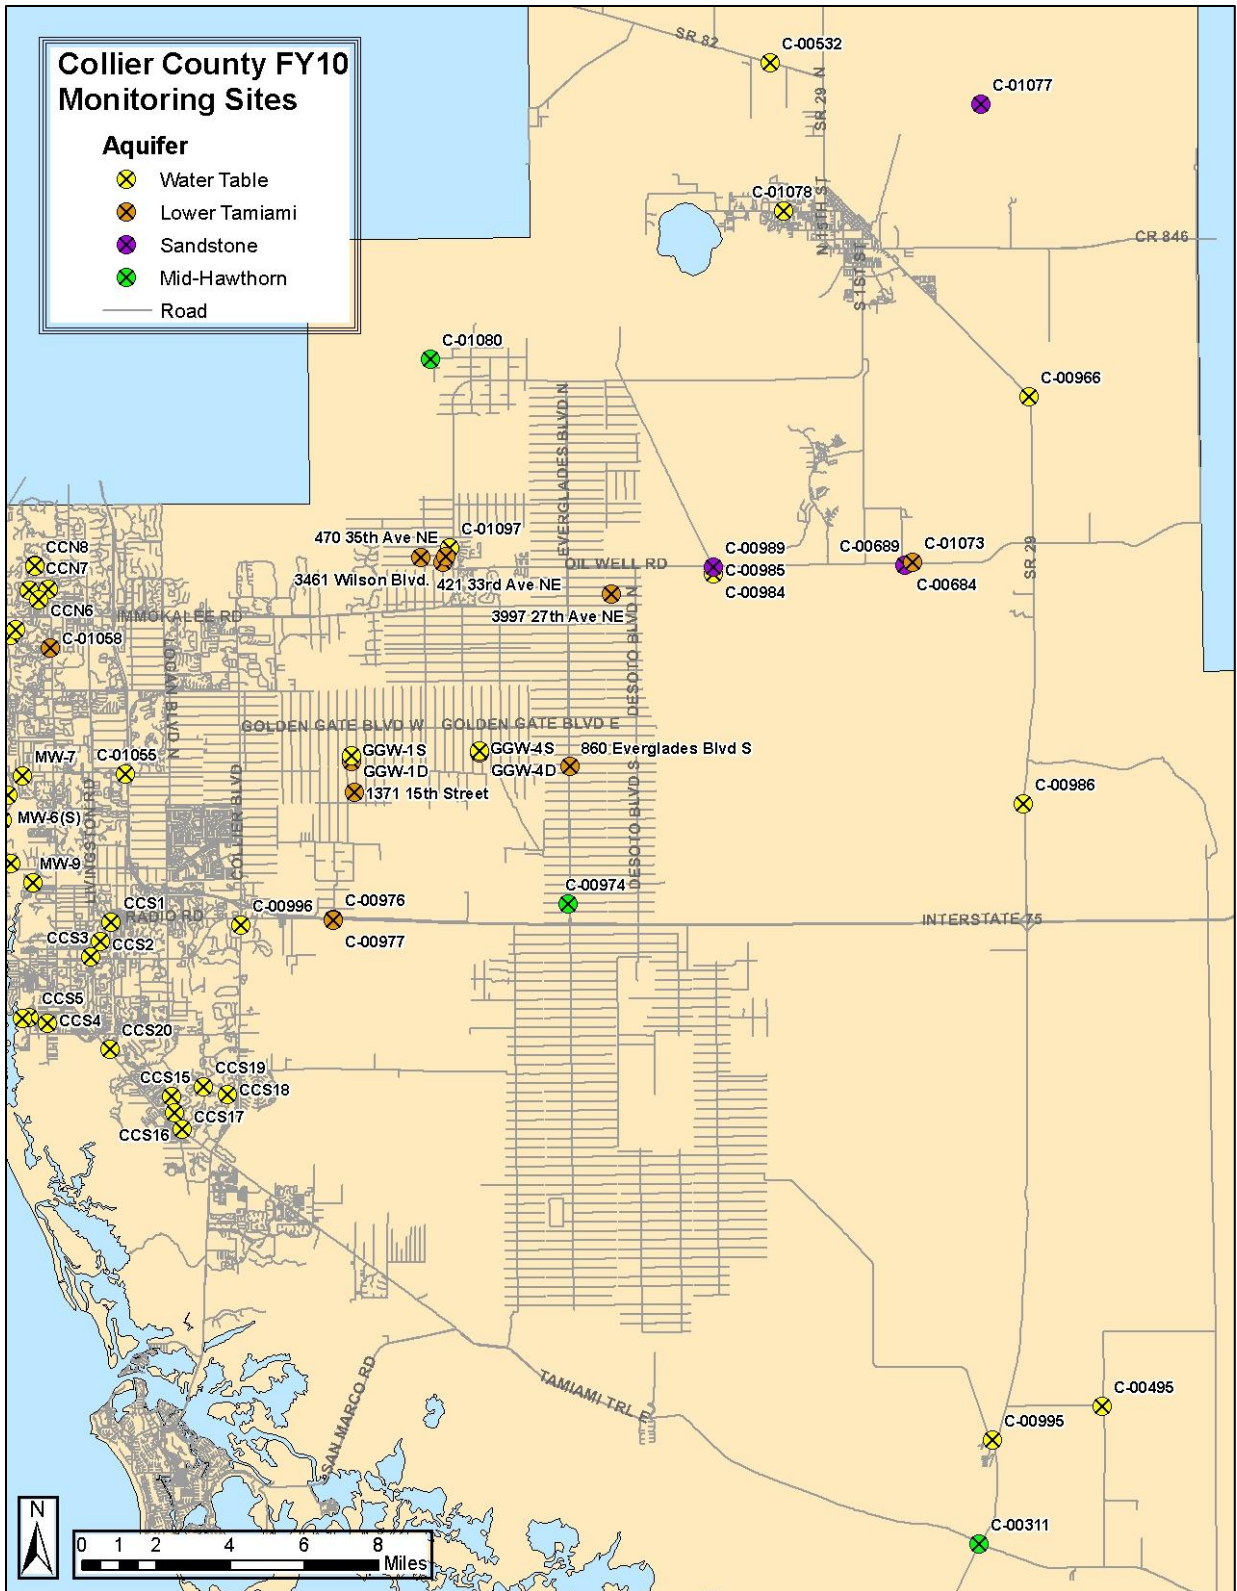 Collier County FY10
Monitoring Sites
Aquifer
Water Table
Lower Tamiami
Sandstone
Mid-Hawthorn
Road
SR 82
C-00532
SR 29 N
C-01077
C-01078
N 15TH ST
CR 846
S 1ST ST
C-01080
C-00966
EVERGLADES BLVD N
C-01097
470 35th Ave NE
C-00989
C-00689
C-01073
CCN8
OIL WELL RD
C-00985
SR 29
CCN7
3461 Wilson Blvd.
421 33rd Ave NE
C-00984
C-00684
CCN6
IMMOKALEE RD
3997 27th Ave NE
C-01058
LOGAN BLVD N
DESOTO BLVD N
GOLDEN GATE BLVD W
GOLDEN GATE BLVD E
MW-7
C-01055
GGW-1S
GGW-4S
860 Everglades Blvd S
GGW-1D
GGW-4D
1371 15th Street
C-00986
MW-6(S)
LIVINGSTON RD
COLLIER BLVD
DESOTO BLVD S
MW-9
C-00974
CCS1
RADIO RD
C-00996
C-00976
INTERSTATE 75
CCS3
CCS2
C-00977
CCS5
CCS4
CCS20
CCS15
CCS19
CCS18
CCS17
CCS16
SAN MARCO RD
TAMIAMI TRL E
C-00495
C-00995
C-00311
N
0 1 2 4 6 8
Miles